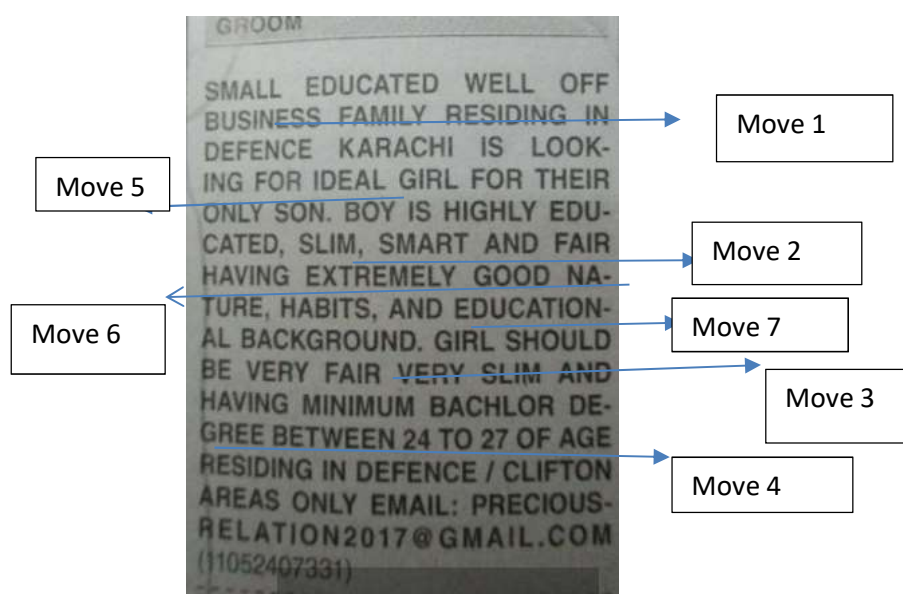 GROOM
SMALL EDUCATED WELL OFF
BUSINESS FAMILY RESIDING IN
DEFENCE KARACHI IS LOOK-
ING FOR IDEAL GIRL FOR THEIR
ONLY SON. BOY IS HIGHLY EDU-
CATED, SLIM, SMART AND FAIR
HAVING EXTREMELY GOOD NA-
TURE, HABITS, AND EDUCATION-
AL BACKGROUND. GIRL SHOULD
BE VERY FAIR VERY SLIM AND
HAVING MINIMUM BACHLOR DE-
GREE BETWEEN 24 TO 27 OF AGE
RESIDING IN DEFENCE / CLIFTON
AREAS ONLY EMAIL: PRECIOUS-
RELATION2017@GMAIL.COM
(11052407331)
Move 1
Move 5
Move 2
Move 6
Move 7
Move 3
Move 4